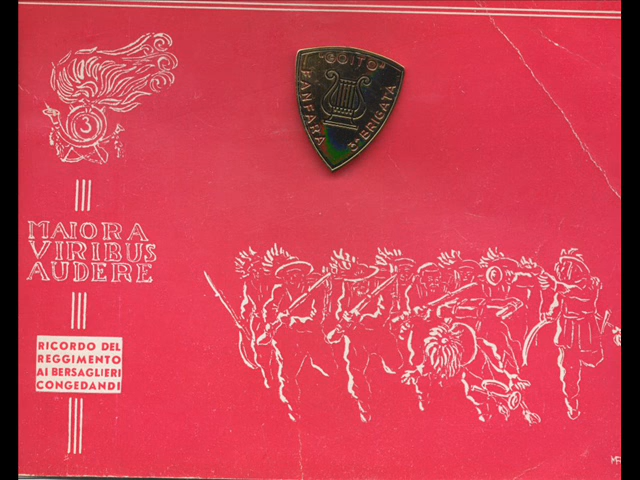 "GOITO"
FANFARA
3ª BRIGATA
3
MAIORA
VIRIBUS
AUDERE
RICORDO DEL
REGGIMENTO
AI BERSAGLIERI
CONGEDANDI